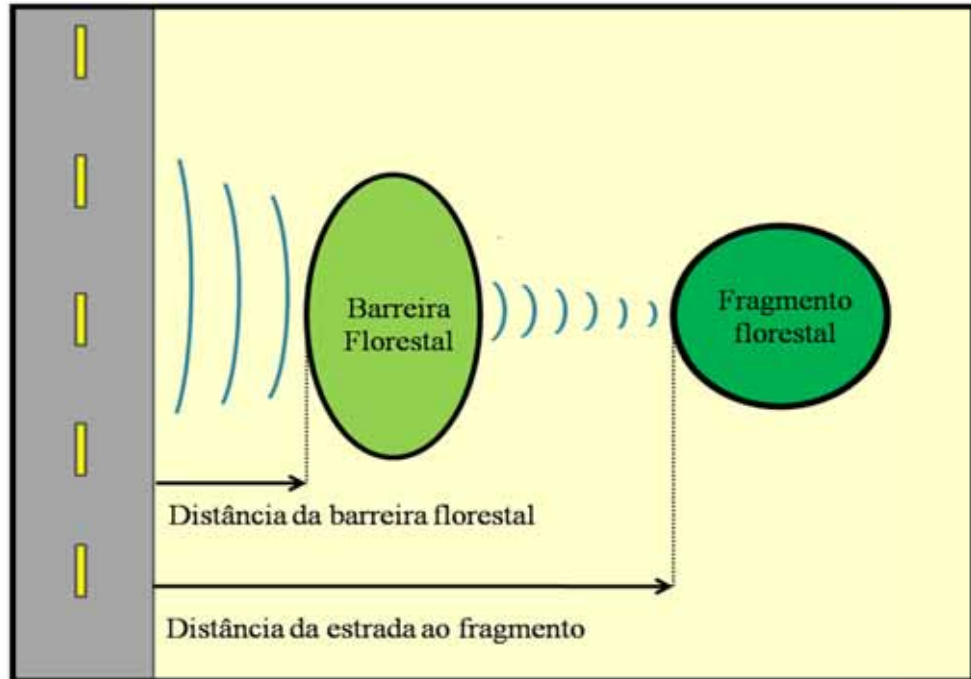 Barreira
Florestal
Fragmento
florestal
Distância da barreira florestal
Distância da estrada ao fragmento